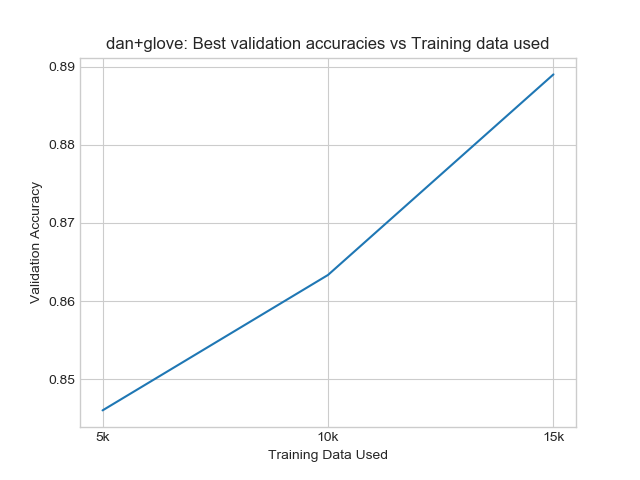 dan+glove: Best validation accuracies vs Training data used
0.89
0.88
0.87
0.86
0.85
Validation Accuracy
5k 10k 15k
Training Data Used